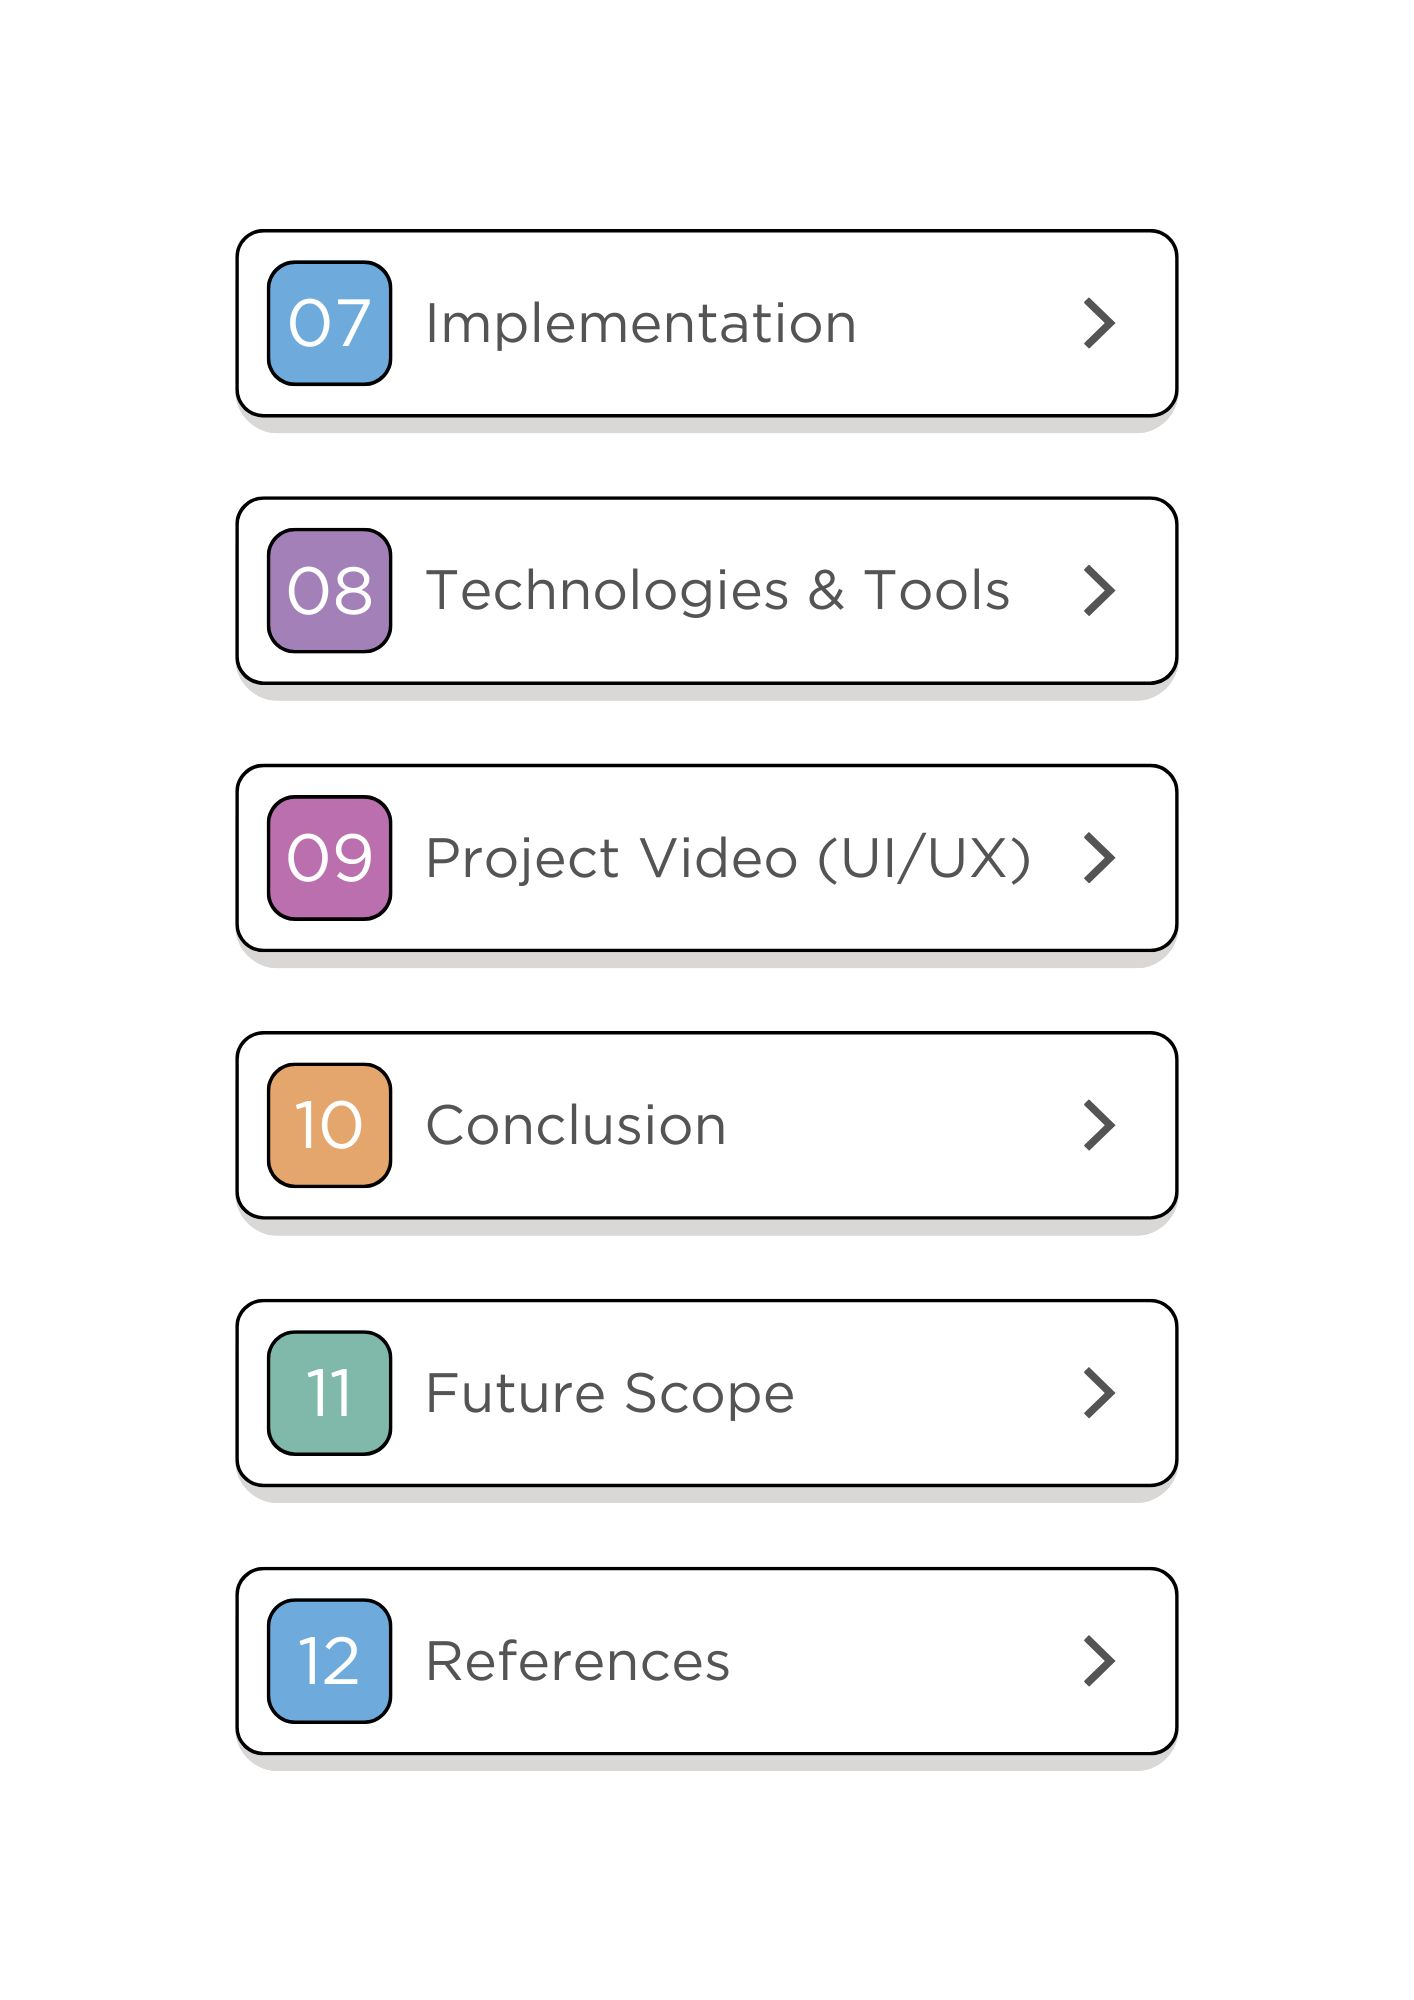 07 Implementation
08 Technologies & Tools
09 Project Video (UI/UX)
10 Conclusion
11 Future Scope
12 References